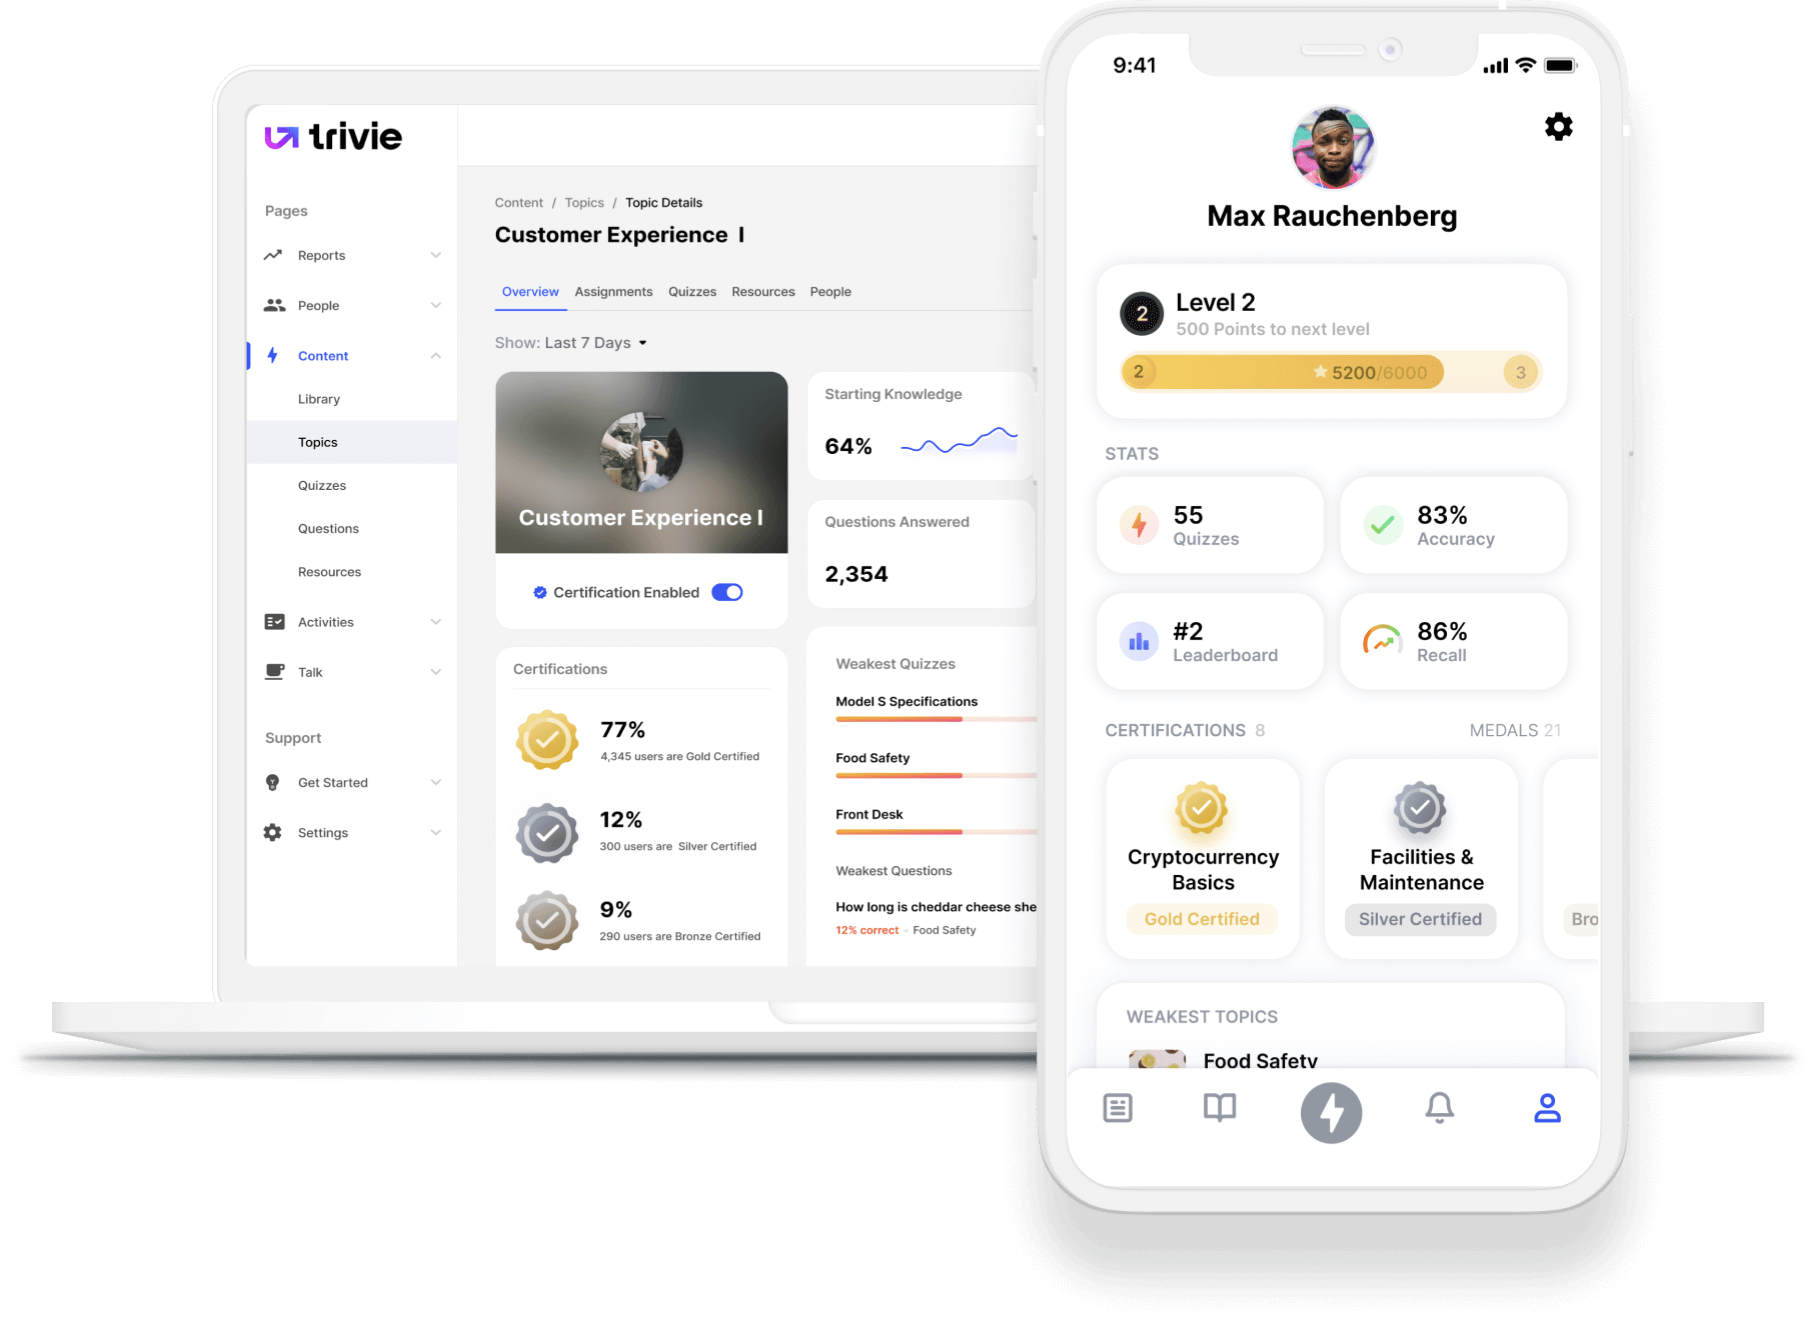 trivie
Pages
Reports
People
Content
Library
Topics
Quizzes
Questions
Resources
Activities
Talk
Support
Get Started
Settings
Content / Topics / Topic Details
Customer Experience I
Overview Assignments Quizzes Resources People
Show: Last 7 Days
Customer Experience I
Certification Enabled
Certifications
77%
4,345 users are Gold Certified
12%
300 users are Silver Certified
9%
290 users are Bronze Certified
Starting Knowledge
64%
Questions Answered
2,354
Weakest Quizzes
Model S Specifications
Food Safety
Front Desk
Weakest Questions
How long is cheddar cheese she
12% correct Food Safety
9:41
Max Rauchenberg
2
Level 2
500 Points to next level
2 5200/6000 3
STATS
55
Quizzes
83%
Accuracy
#2
Leaderboard
86%
Recall
CERTIFICATIONS 8 MEDALS 21
Cryptocurrency
Basics
Gold Certified
Facilities &
Maintenance
Silver Certified
Bro
WEAKEST TOPICS
Food Safety